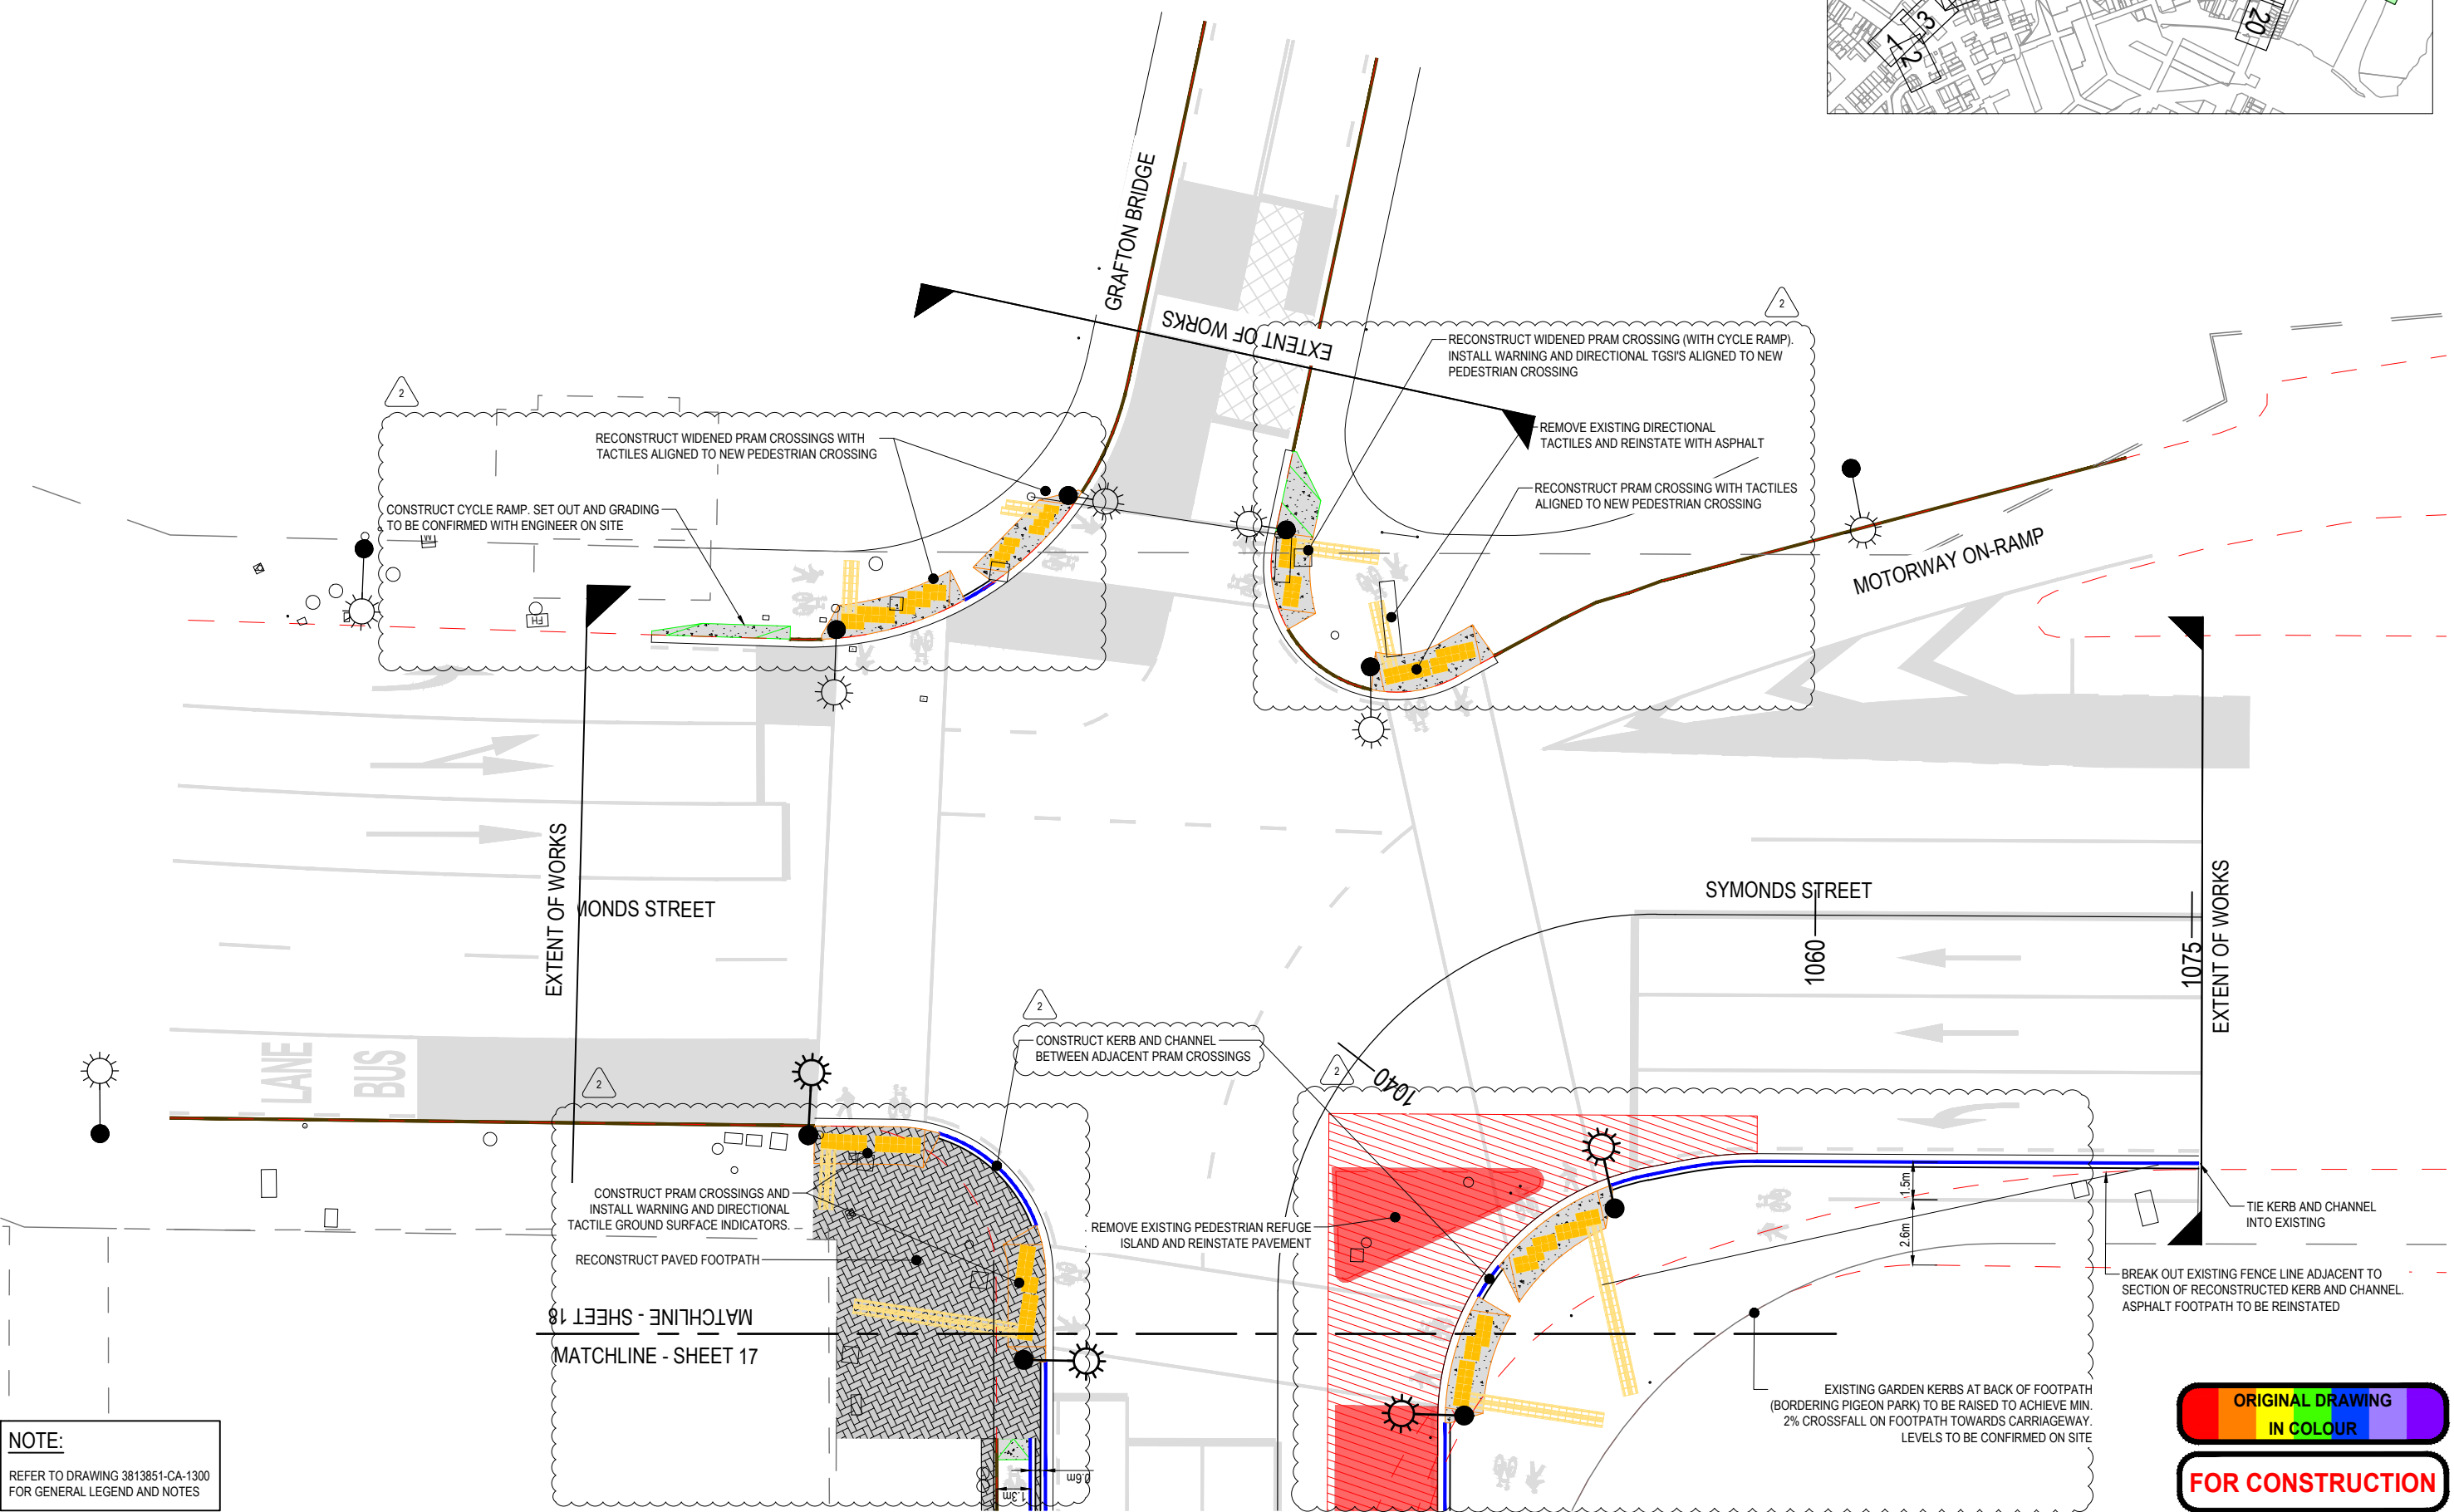 1
2
3
20
GRAFTON BRIDGE
EXTENT OF WORKS
2
RECONSTRUCT WIDENED PRAM CROSSING (WITH CYCLE RAMP).
INSTALL WARNING AND DIRECTIONAL TGSI'S ALIGNED TO NEW
PEDESTRIAN CROSSING
2
REMOVE EXISTING DIRECTIONAL
TACTILES AND REINSTATE WITH ASPHALT
RECONSTRUCT WIDENED PRAM CROSSINGS WITH
TACTILES ALIGNED TO NEW PEDESTRIAN CROSSING
RECONSTRUCT PRAM CROSSING WITH TACTILES
ALIGNED TO NEW PEDESTRIAN CROSSING
CONSTRUCT CYCLE RAMP. SET OUT AND GRADING
TO BE CONFIRMED WITH ENGINEER ON SITE
FH
MOTORWAY ON-RAMP
EXTENT OF WORKS
MONDS STREET
SYMONDS STREET
1060
1075
EXTENT OF WORKS
2
CONSTRUCT KERB AND CHANNEL
BETWEEN ADJACENT PRAM CROSSINGS
LANE
BUS
2
2
1040
CONSTRUCT PRAM CROSSINGS AND
INSTALL WARNING AND DIRECTIONAL
TACTILE GROUND SURFACE INDICATORS.
RECONSTRUCT PAVED FOOTPATH
REMOVE EXISTING PEDESTRIAN REFUGE
ISLAND AND REINSTATE PAVEMENT
1.5m
2.6m
TIE KERB AND CHANNEL
INTO EXISTING
BREAK OUT EXISTING FENCE LINE ADJACENT TO
SECTION OF RECONSTRUCTED KERB AND CHANNEL.
ASPHALT FOOTPATH TO BE REINSTATED
MATCHLINE - SHEET 18
MATCHLINE - SHEET 17
EXISTING GARDEN KERBS AT BACK OF FOOTPATH
(BORDERING PIGEON PARK) TO BE RAISED TO ACHIEVE MIN.
2% CROSSFALL ON FOOTPATH TOWARDS CARRIAGEWAY.
LEVELS TO BE CONFIRMED ON SITE
0.6m
1.3m
NOTE:
REFER TO DRAWING 3813851-CA-1300
FOR GENERAL LEGEND AND NOTES
ORIGINAL DRAWING
IN COLOUR
FOR CONSTRUCTION